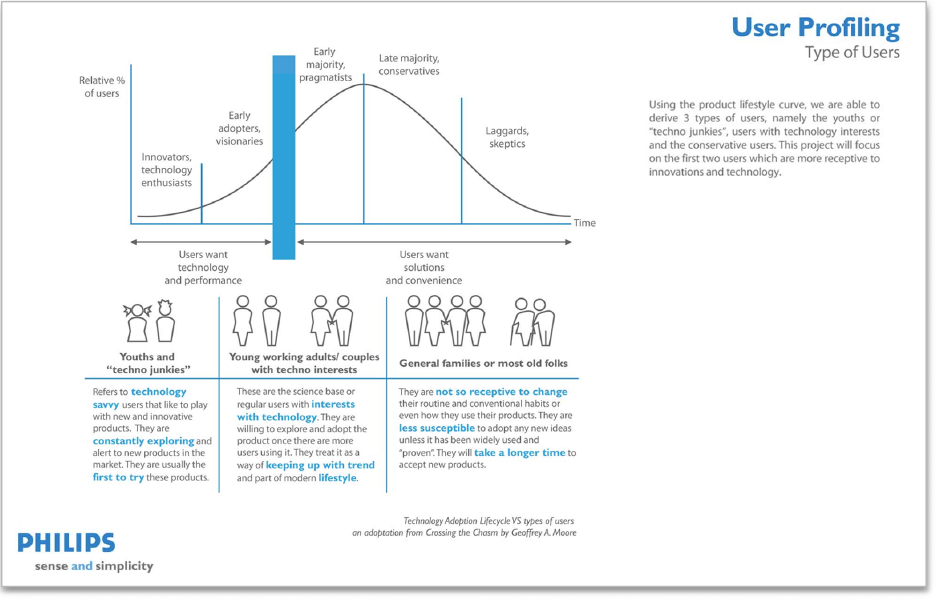 User Profiling
Type of Users
Using the product lifestyle curve, we are able to
derive 3 types of users, namely the youths or
“techno junkies”, users with technology interests
and the conservative users. This project will focus
on the first two users which are more receptive to
innovations and technology.
Relative %
of users
Innovators,
technology
enthusiasts
Early
adopters,
visionaries
Early
majority,
pragmatists
Late majority,
conservatives
Laggards,
skeptics
Time
Users want
technology
and performance
Users want
solutions
and convenience
Youths and
“techno junkies”
Refers to technology
savvy users that like to play
with new and innovative
products. They are
constantly exploring and
alert to new products in the
market. They are usually the
first to try these products.
Young working adults/ couples
with techno interests
These are the science base or
regular users with interests
with technology. They are
willing to explore and adopt the
product once there are more
users using it. They treat it as a
way of keeping up with trend
and part of modern lifestyle.
General families or most old folks
They are not so receptive to change
their routine and conventional habits or
even how they use their products. They are
less susceptible to adopt any new ideas
unless it has been widely used and
“proven”. They will take a longer time to
accept new products.
Technology Adoption Lifecycle VS types of users
an adoptation from Crossing the Chasm by Geoffrey A. Moore
PHILIPS
sense and simplicity